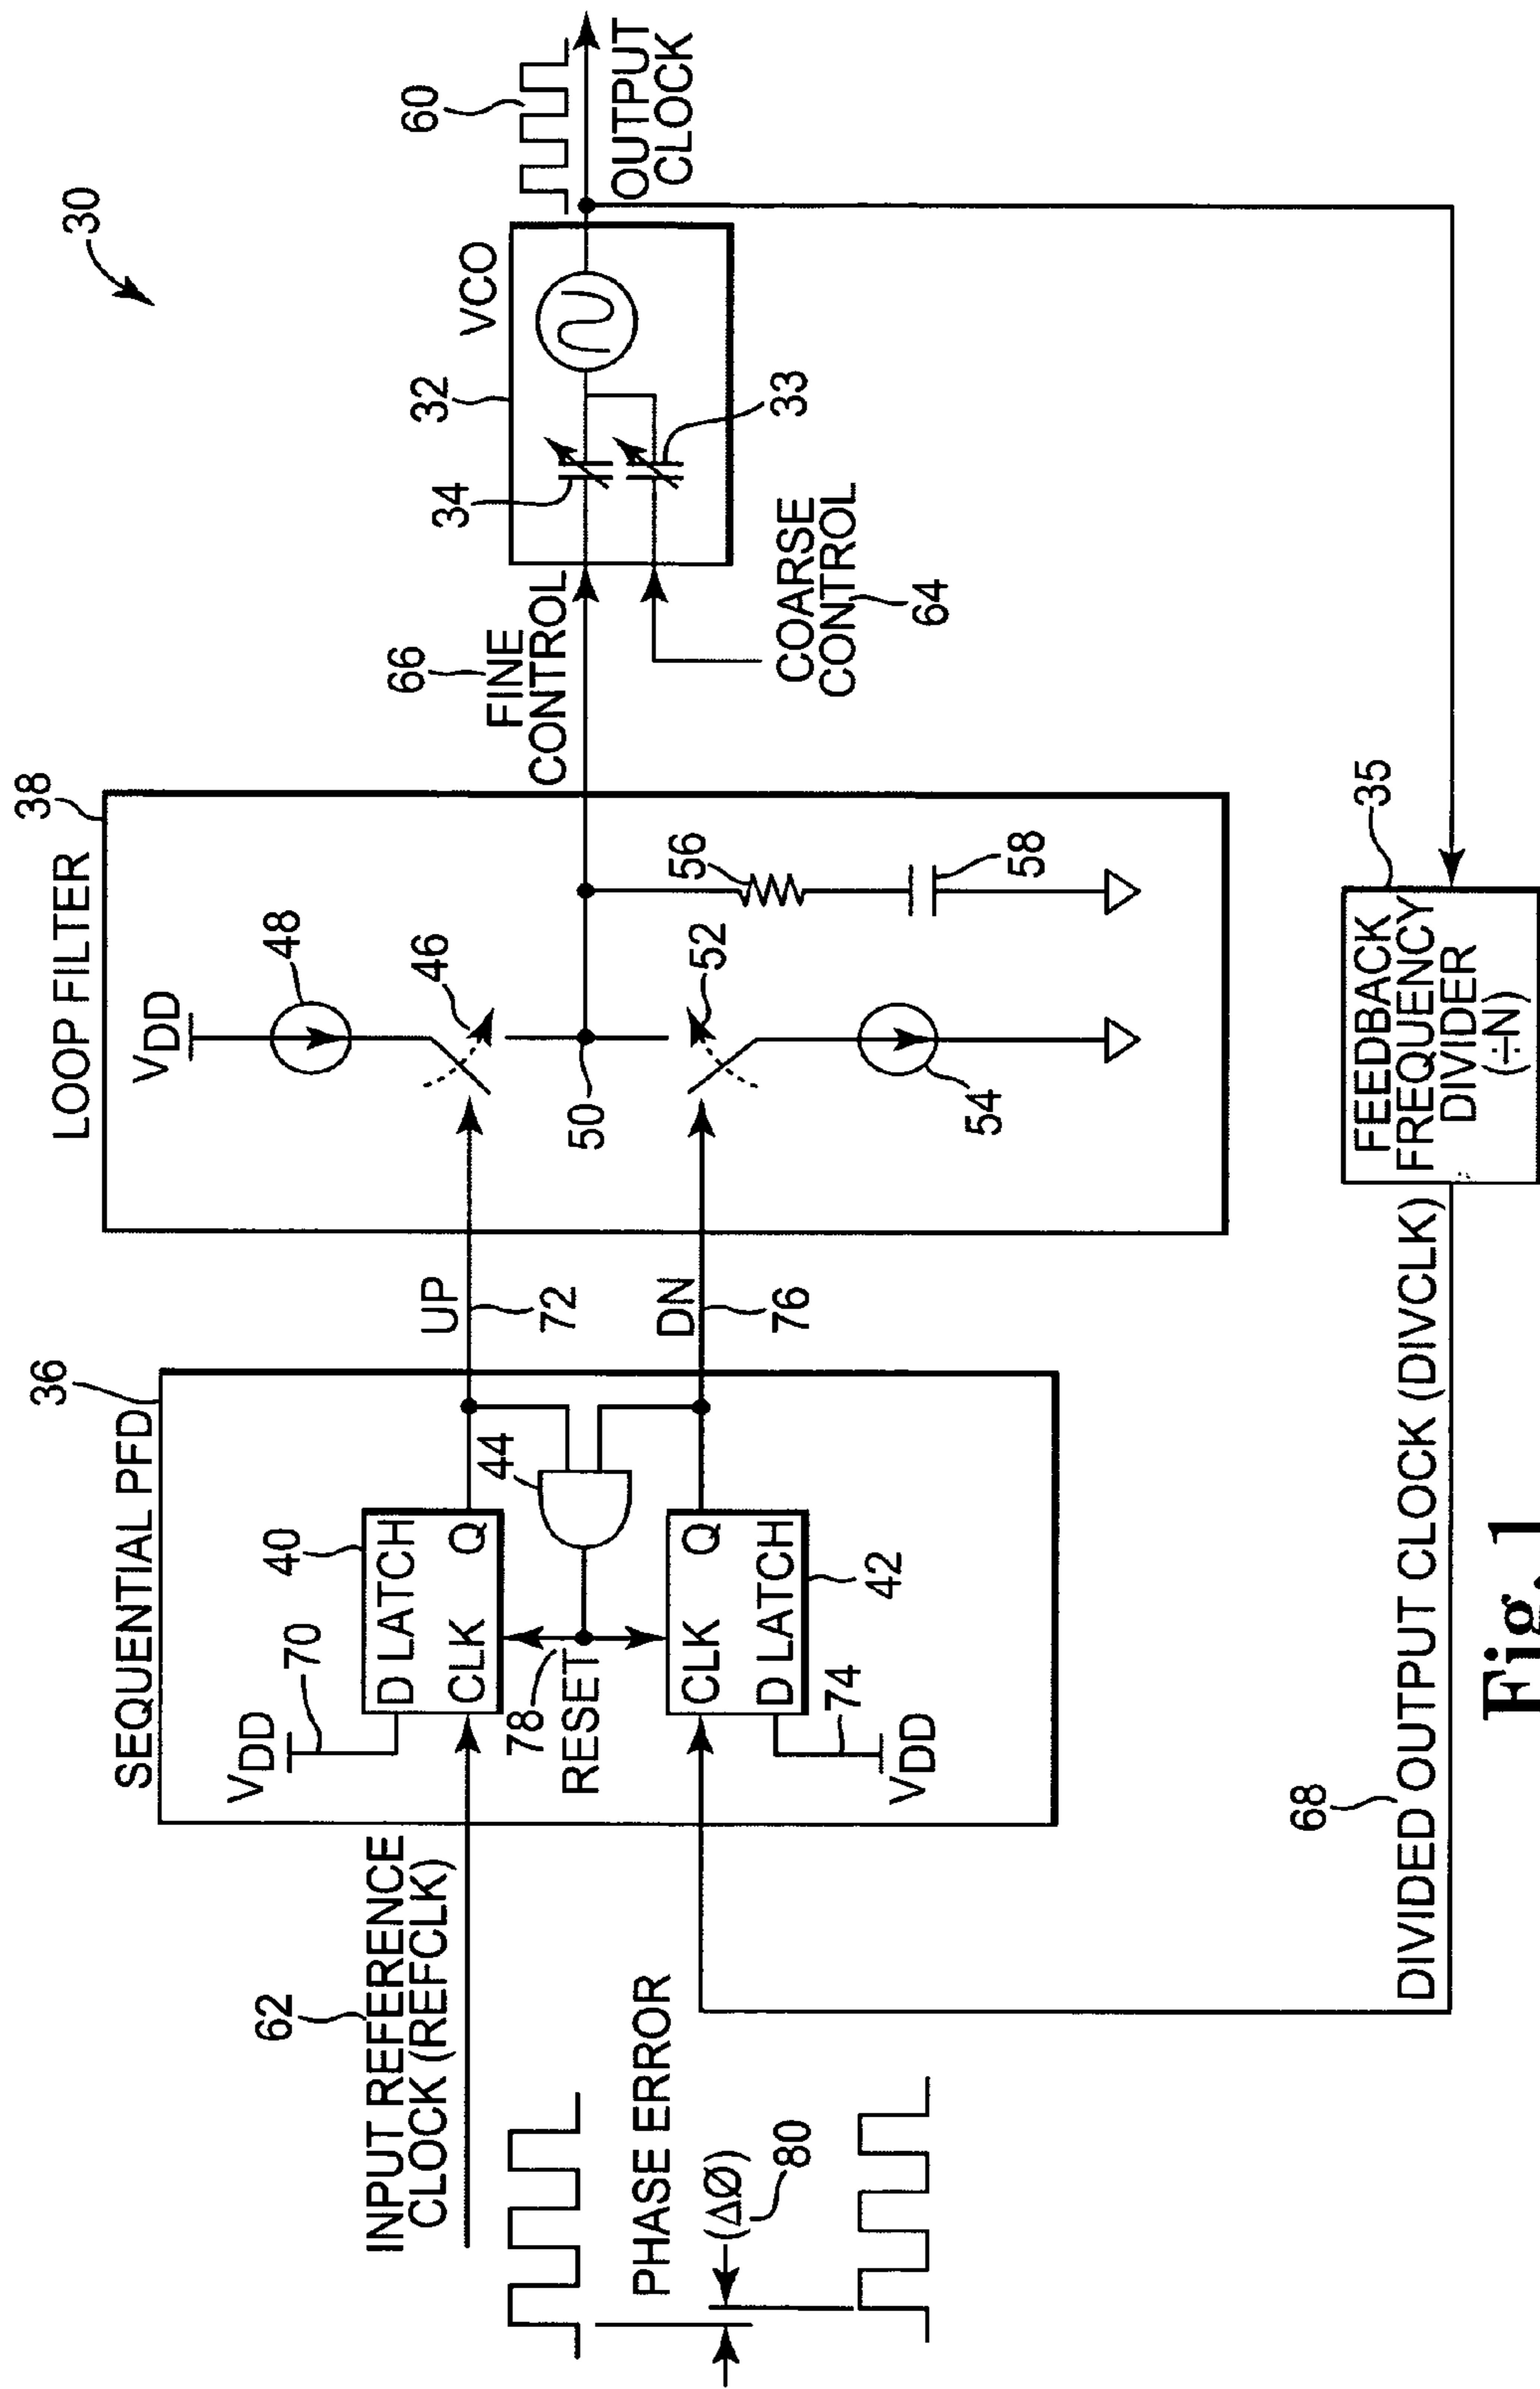 30
SEQUENTIAL PFD
36
LOOP FILTER
38
VDD
70
40
D LATCH
CLK Q
INPUT REFERENCE
CLOCK (REFCLK)
62
78
RESET
44
CLK Q
D LATCH
42
74
VDD
UP
72
DN
76
VDD
48
46
50
52
54
56
58
66
FINE
CONTROL
COARSE
CONTROL
64
34
32
VCO
33
60
OUTPUT
CLOCK
PHASE ERROR
(ΔØ)
80
68
DIVIDED OUTPUT CLOCK (DIVCLK)
FEEDBACK
FREQUENCY
DIVIDER
(÷N)
35
Fig. 1